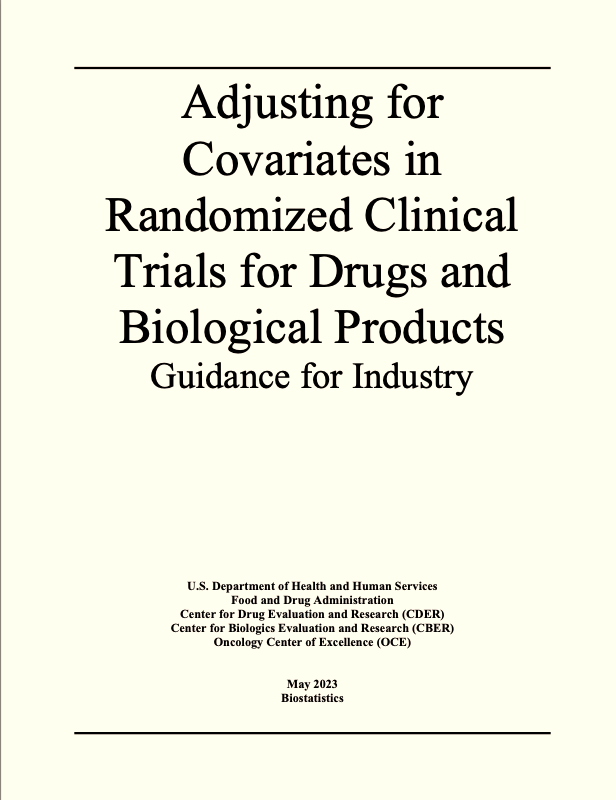 Adjusting for
Covariates in
Randomized Clinical
Trials for Drugs and
Biological Products
Guidance for Industry
U.S. Department of Health and Human Services
Food and Drug Administration
Center for Drug Evaluation and Research (CDER)
Center for Biologics Evaluation and Research (CBER)
Oncology Center of Excellence (OCE)
May 2023
Biostatistics